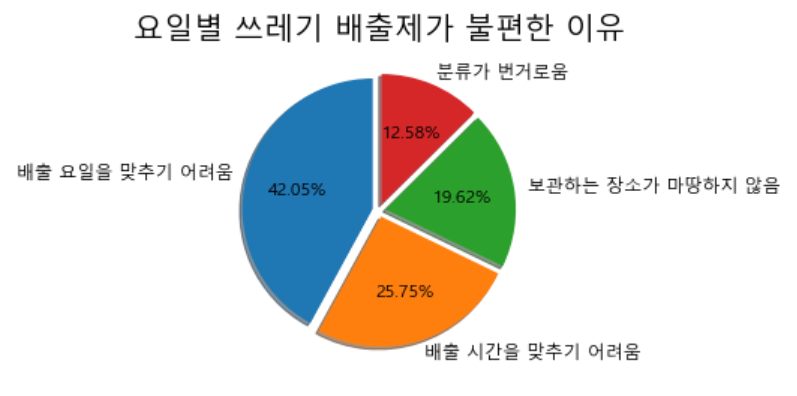 요일별 쓰레기 배출제가 불편한 이유
분류가 번거로움
12.58%
배출 요일을 맞추기 어려움
42.05%
보관하는 장소가 마땅하지 않음
19.62%
25.75%
배출 시간을 맞추기 어려움